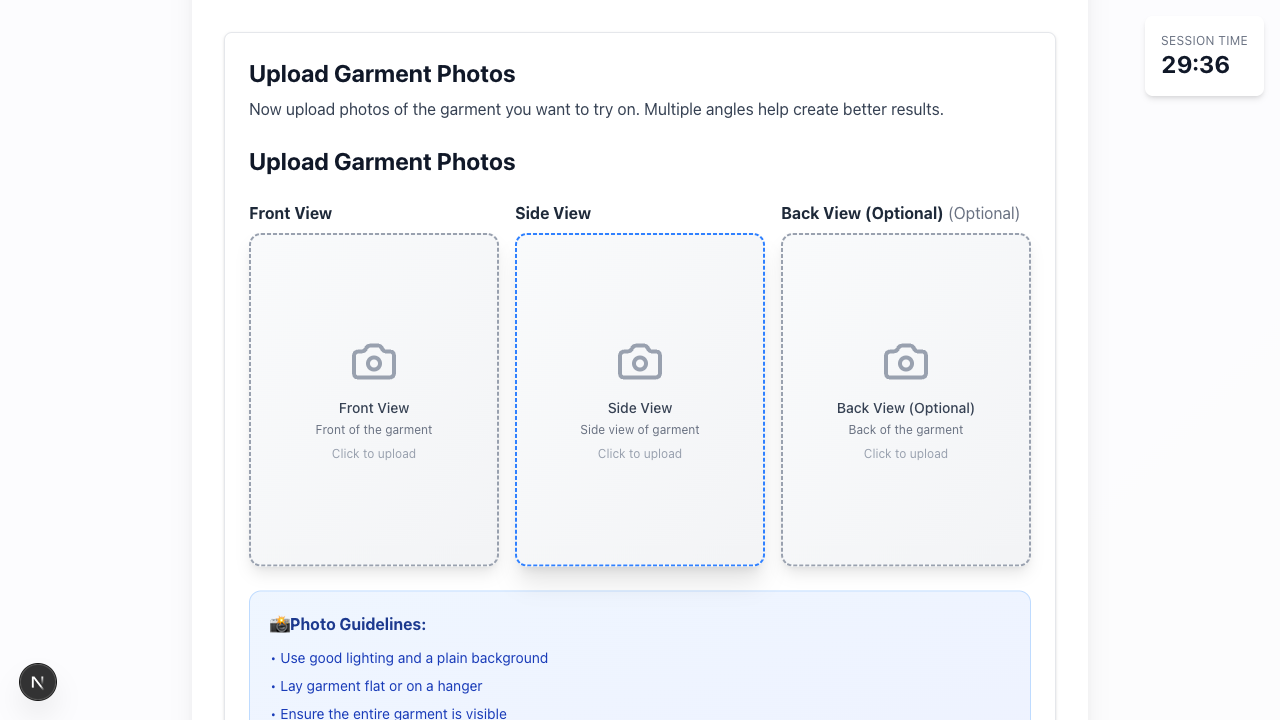 SESSION TIME
29:36
Upload Garment Photos
Now upload photos of the garment you want to try on. Multiple angles help create better results.
Upload Garment Photos
Front View
Side View
Back View (Optional) (Optional)
Front View
Front of the garment
Click to upload
Side View
Side view of garment
Click to upload
Back View (Optional)
Back of the garment
Click to upload
📸Photo Guidelines:
• Use good lighting and a plain background
• Lay garment flat or on a hanger
• Ensure the entire garment is visible
N